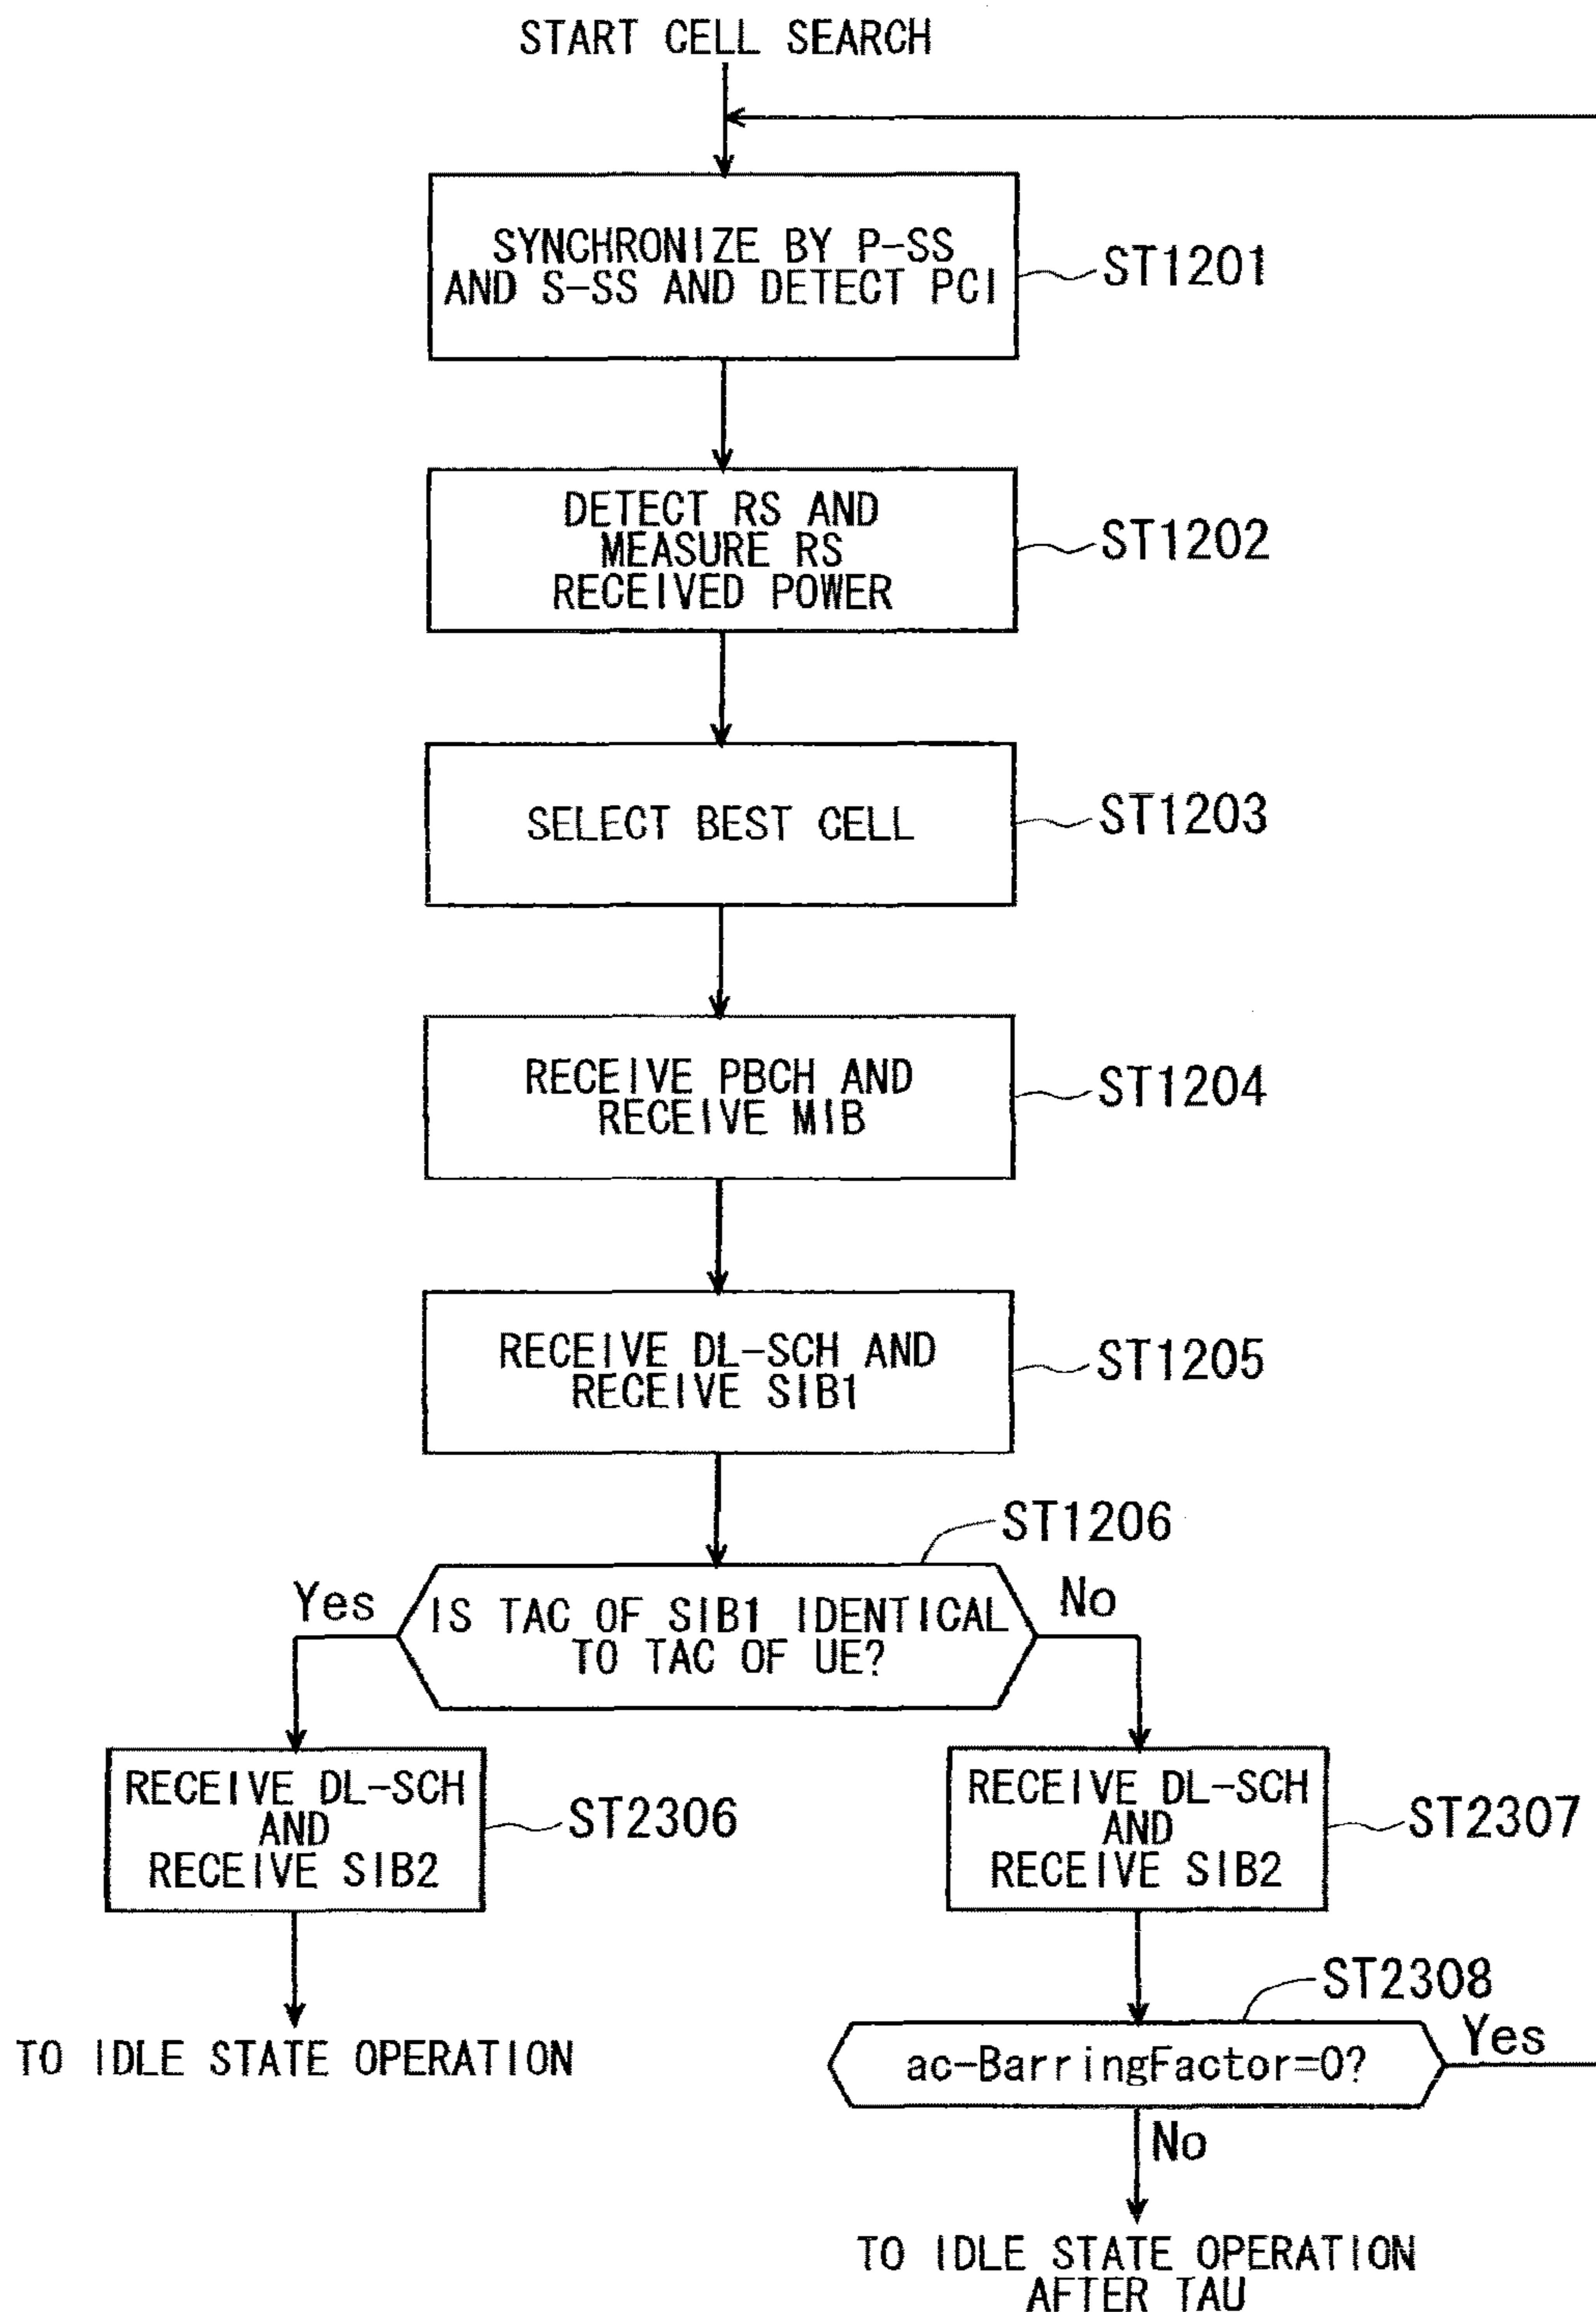 START CELL SEARCH
SYNCHRONIZE BY P-SS
AND S-SS AND DETECT PCI
ST1201
DETECT RS AND
MEASURE RS
RECEIVED POWER
ST1202
SELECT BEST CELL
ST1203
RECEIVE PBCH AND
RECEIVE MIB
ST1204
RECEIVE DL-SCH AND
RECEIVE SIB1
ST1205
ST1206
Yes
IS TAC OF SIB1 IDENTICAL
TO TAC OF UE?
No
RECEIVE DL-SCH
AND
RECEIVE SIB2
ST2306
RECEIVE DL-SCH
AND
RECEIVE SIB2
ST2307
TO IDLE STATE OPERATION
ST2308
ac-BarringFactor=0?
Yes
No
TO IDLE STATE OPERATION
AFTER TAU